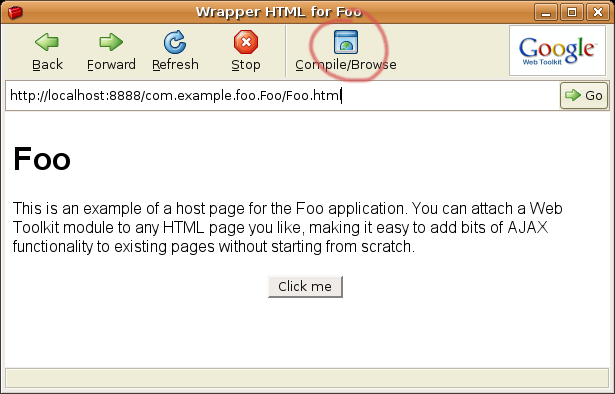 Wrapper HTML for Foo
Back Forward Refresh Stop Compile/Browse
Google™
Web Toolkit
http://localhost:8888/com.example.foo.Foo/Foo.html
Go
Foo
This is an example of a host page for the Foo application. You can attach a Web
Toolkit module to any HTML page you like, making it easy to add bits of AJAX
functionality to existing pages without starting from scratch.
Click me